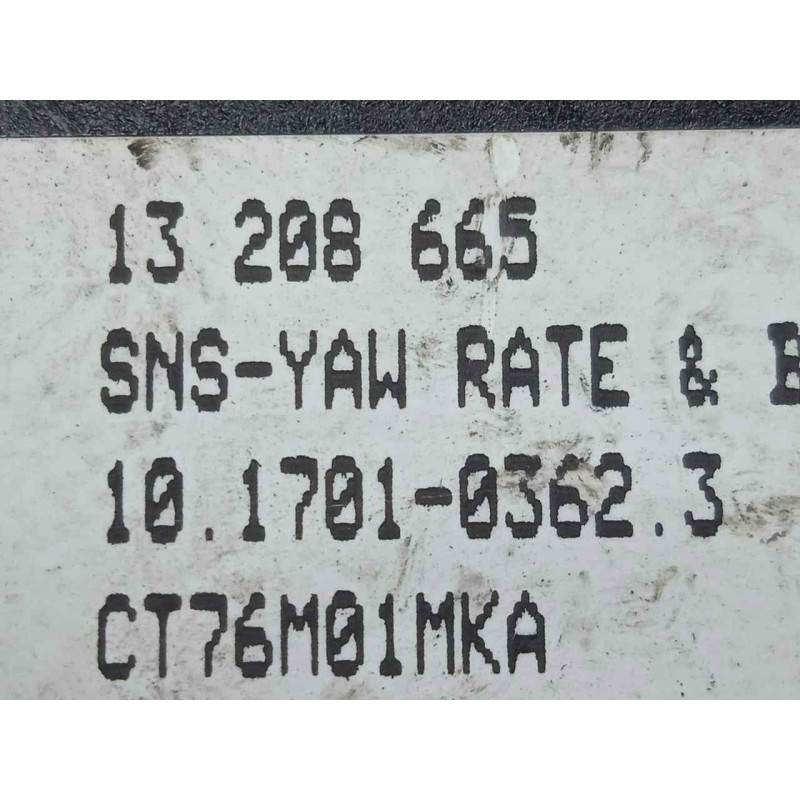 13 208 665
SNS-YAW RATE & B
10.1701-0362.3
CT76M01MKA